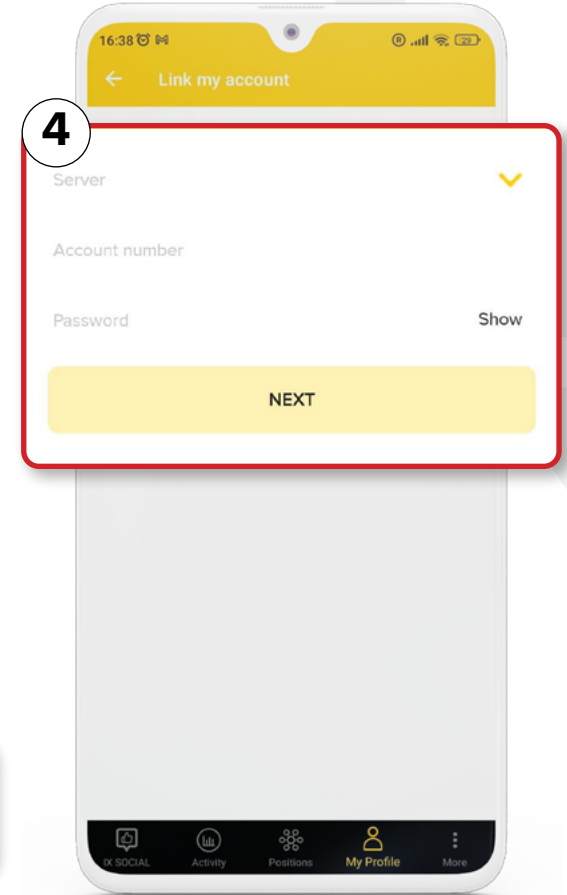 16:38
29
Link my account
4
Server
Account number
Password Show
NEXT
IX SOCIAL Activity Positions My Profile More